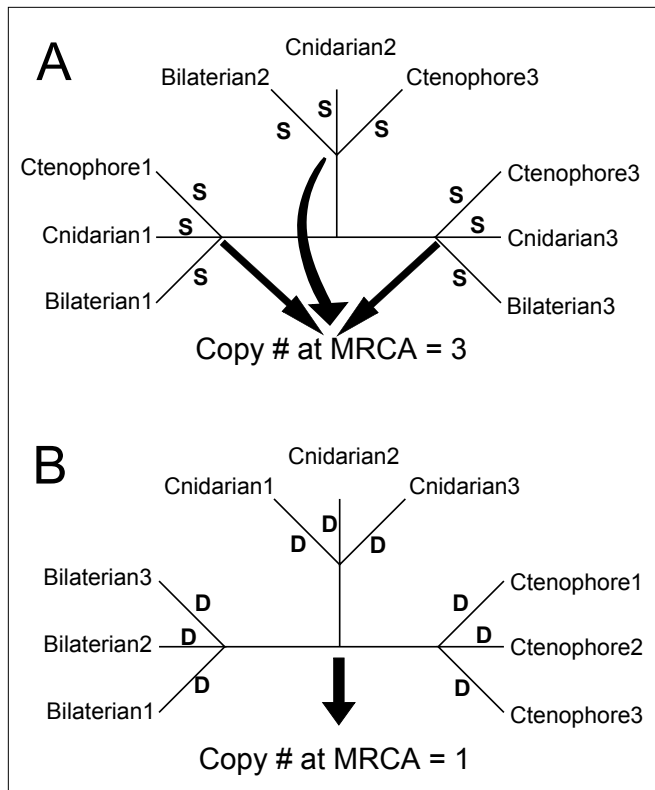 A
Cnidarian2
Bilaterian2
Ctenophore3
S
S
S
Ctenophore1
Ctenophore3
S
S
Cnidarian1
S
S
Cnidarian3
S
S
Bilaterian1
Bilaterian3
Copy # at MRCA = 3
B
Cnidarian2
Cnidarian1
Cnidarian3
D
D
D
Bilaterian3
Ctenophore1
D
D
Bilaterian2
D
D
Ctenophore2
D
D
Bilaterian1
Ctenophore3
Copy # at MRCA = 1